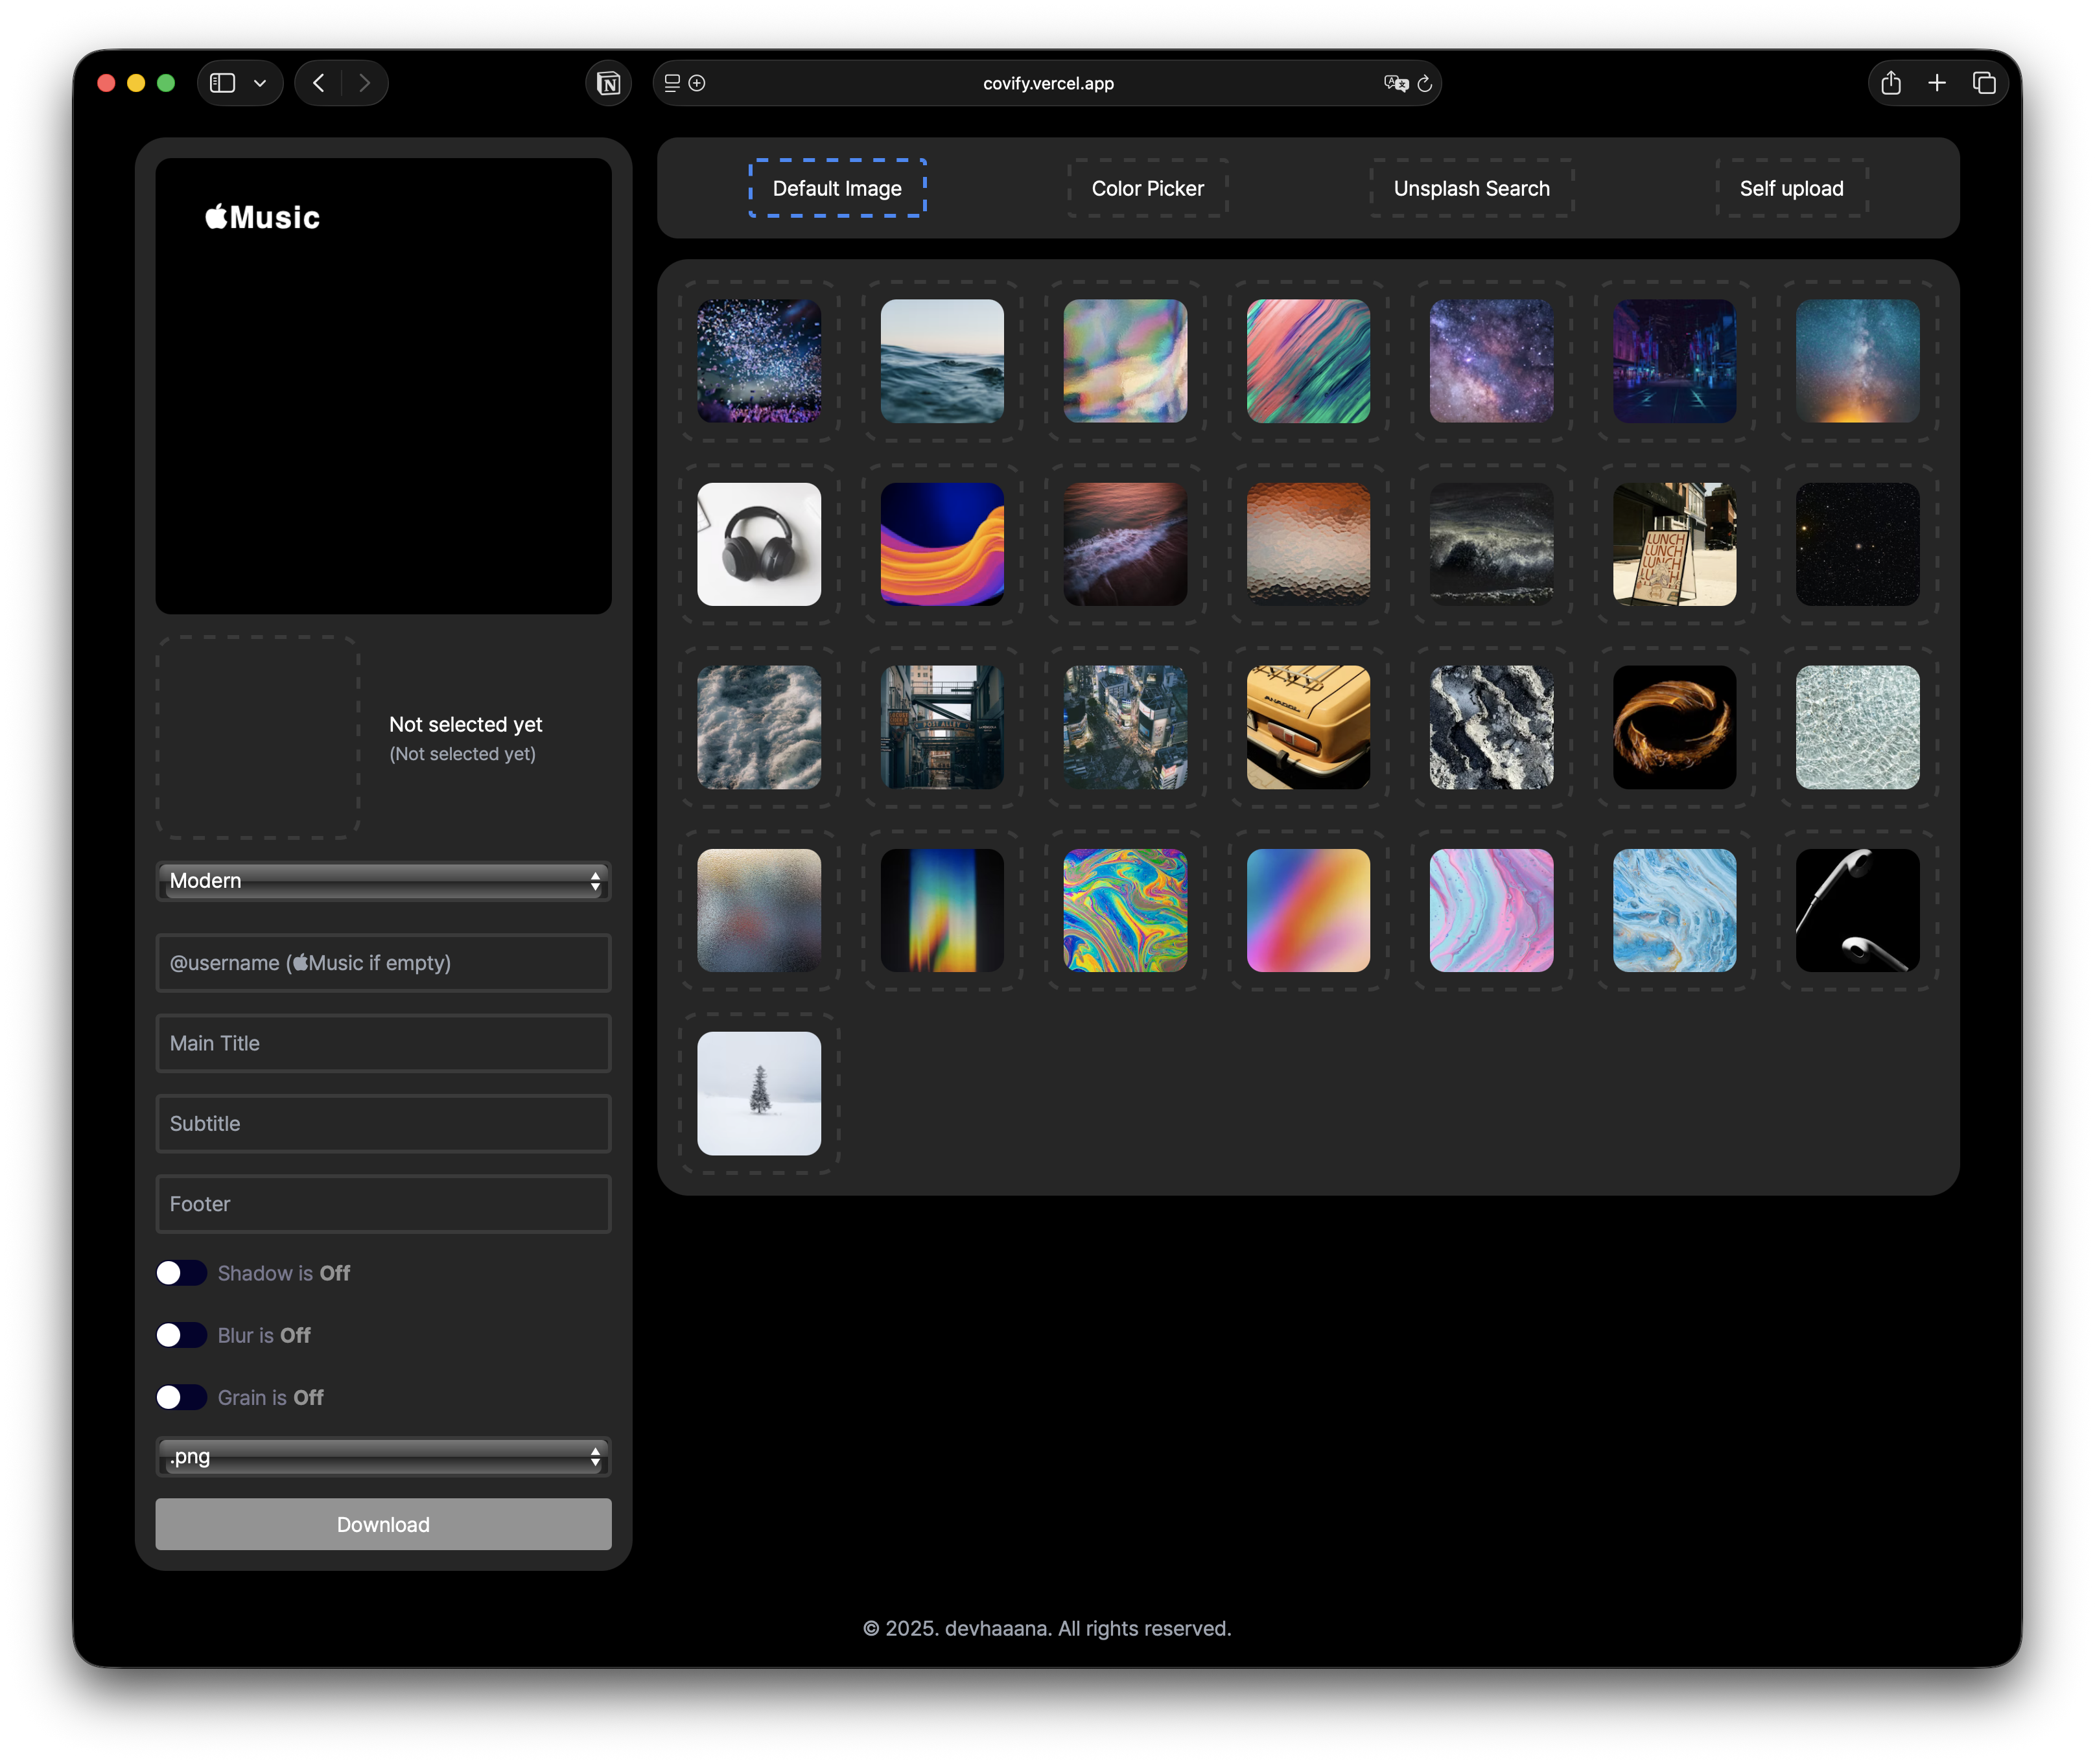 covify.vercel.app
Music
Default Image
Color Picker
Unsplash Search
Self upload
LUNCH
LUNCH
LUNCH
POST ALLEY
Not selected yet
(Not selected yet)
Modern
@username (Music if empty)
Main Title
Subtitle
Footer
Shadow is Off
Blur is Off
Grain is Off
.png
Download
© 2025. devhaaana. All rights reserved.